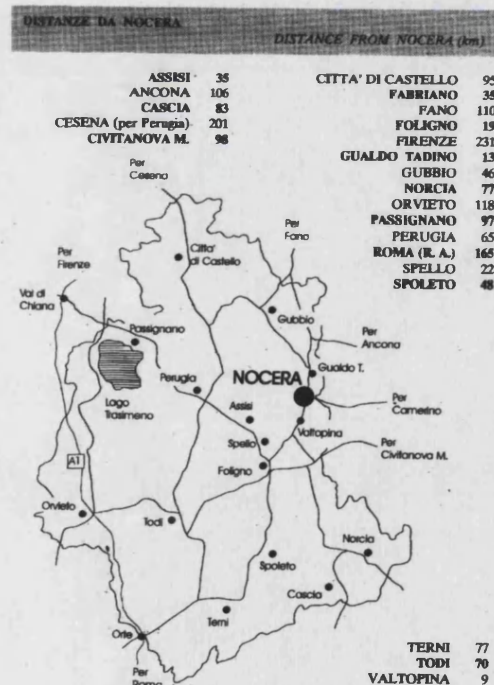 DISTANZE DA NOCERA
DISTANCE FROM NOCERA (km)
ASSISI 35
ANCONA 106
CASCIA 83
CESENA (per Perugia) 201
CIVITANOVA M. 98
CITTA' DI CASTELLO 95
FABRIANO 35
FANO 110
FOLIGNO 19
FIRENZE 231
GUALDO TADINO 13
GUBBIO 46
NORCIA 77
ORVIETO 118
PASSIGNANO 97
PERUGIA 65
ROMA (R. A.) 165
SPELLO 22
SPOLETO 48
Per
Cesena
Per
Fano
Città'
di Castello
Per
Firenze
Val di
Chiana
Passignano
Gubbio
Per
Ancona
Gualdo T.
NOCERA
Perugia
Lago
Trasimeno
Assisi
Per
Camerino
Valtopina
Spello
Per
Civitanova M.
Foligno
A1
Orvieto
Todi
Norcia
Spoleto
Cascia
Terni
Orte
Per
Roma
TERNI 77
TODI 70
VALTOPINA 9